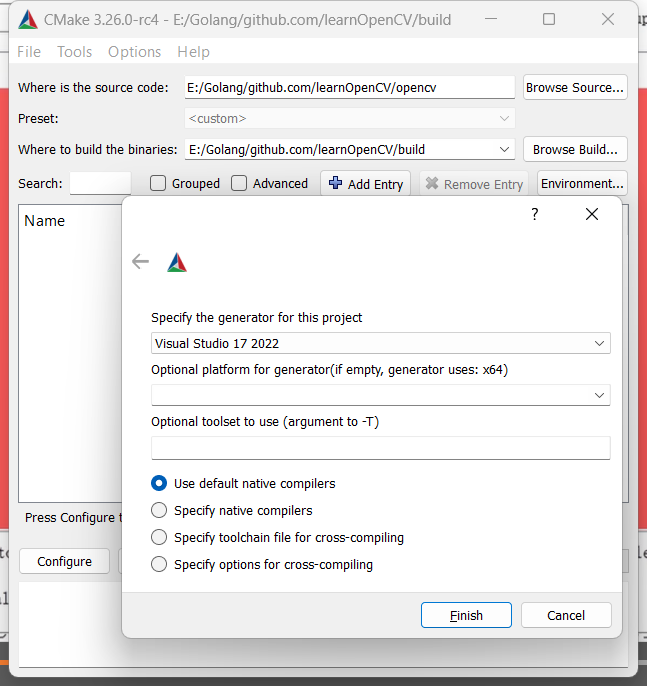 CMake 3.26.0-rc4 - E:/Golang/github.com/learnOpenCV/build
File Tools Options Help
Where is the source code: E:/Golang/github.com/learnOpenCV/opencv Browse Source...
Preset: <custom>
Where to build the binaries: E:/Golang/github.com/learnOpenCV/build Browse Build...
Search: Grouped Advanced Add Entry Remove Entry Environment...
Name
?
Specify the generator for this project
Visual Studio 17 2022
Optional platform for generator(if empty, generator uses: x64)
Optional toolset to use (argument to -T)
Use default native compilers
Specify native compilers
Specify toolchain file for cross-compiling
Specify options for cross-compiling
Press Configure t
Configure
Finish Cancel